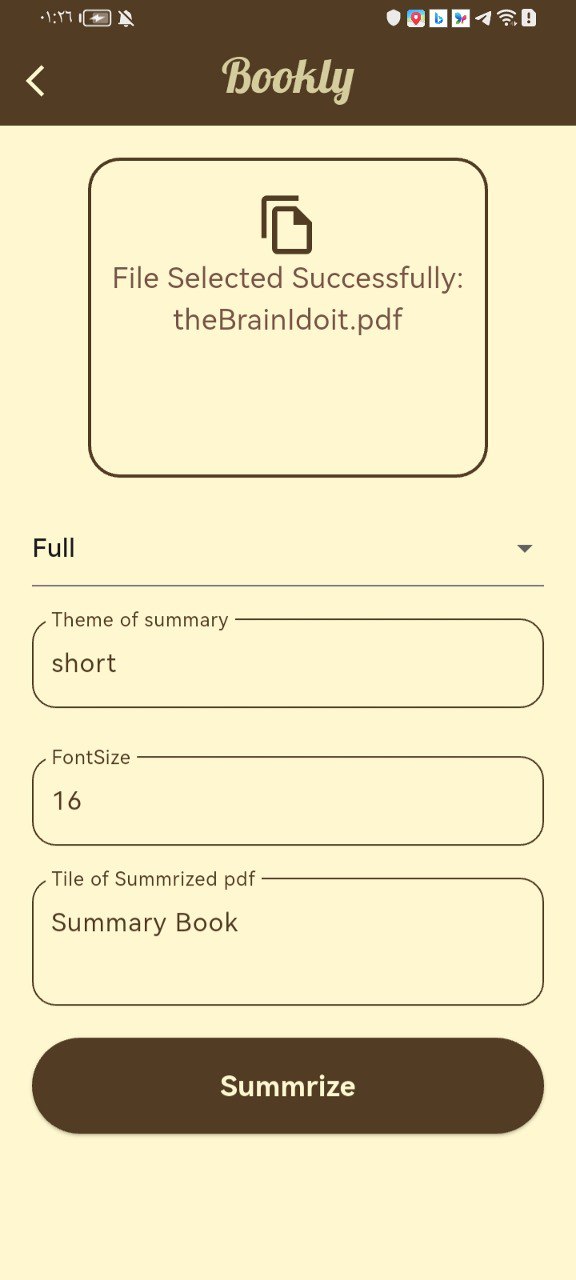 ٠١:٢٦
Bookly
File Selected Successfully:
theBrainIdoit.pdf
Full
Theme of summary
short
FontSize
16
Tile of Summrized pdf
Summary Book
Summrize